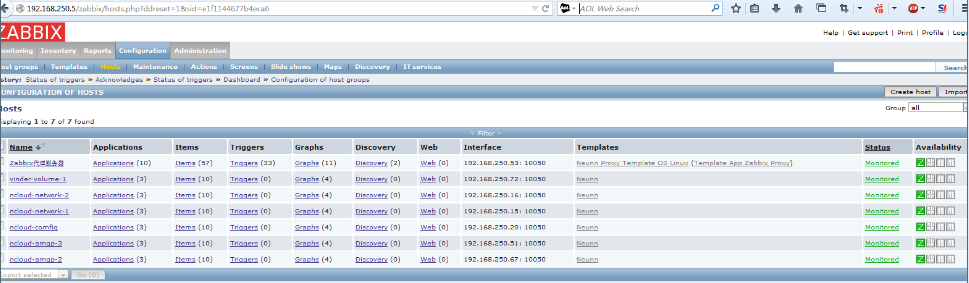 192.168.250.5/zabbix/hosts.php?ddreset=1&sid=e1f1144677b4eca6
AOL Web Search
ZABBIX
Help | Get support | Print | Profile | Logo
onitoring Inventory Reports Configuration Administration
ost groups | Templates | Hosts | Maintenance | Actions | Screens | Slide shows | Maps | Discovery | IT services
Search
story: Status of triggers » Acknowledges » Status of triggers » Dashboard » Configuration of host groups
CONFIGURATION OF HOSTS
Create host Import
Hosts
Group all
isplaying 1 to 7 of 7 found
Filter
Name Applications Items Triggers Graphs Discovery Web Interface Templates Status Availability
Zabbix代理服务器 Applications (10) Items (57) Triggers (33) Graphs (11) Discovery (2) Web (0) 192.168.250.53: 10050 Neunn Proxy Template OS Linux (Template App Zabbix Proxy) Monitored Z
vinder-volume-1 Applications (3) Items (10) Triggers (0) Graphs (4) Discovery (0) Web (0) 192.168.250.72: 10050 Neunn Monitored Z
ncloud-network-2 Applications (3) Items (10) Triggers (0) Graphs (4) Discovery (0) Web (0) 192.168.250.16: 10050 Neunn Monitored Z
ncloud-network-1 Applications (3) Items (10) Triggers (0) Graphs (4) Discovery (0) Web (0) 192.168.250.15: 10050 Neunn Monitored Z
ncloud-comfig Applications (3) Items (10) Triggers (0) Graphs (4) Discovery (0) Web (0) 192.168.250.20: 10050 Neunn Monitored Z
ncloud-amqp-3 Applications (3) Items (10) Triggers (0) Graphs (4) Discovery (0) Web (0) 192.168.250.51: 10050 Neunn Monitored Z
ncloud-amqp-2 Applications (3) Items (10) Triggers (0) Graphs (4) Discovery (0) Web (0) 192.168.250.67: 10050 Neunn Monitored Z
xport selected Go (0)